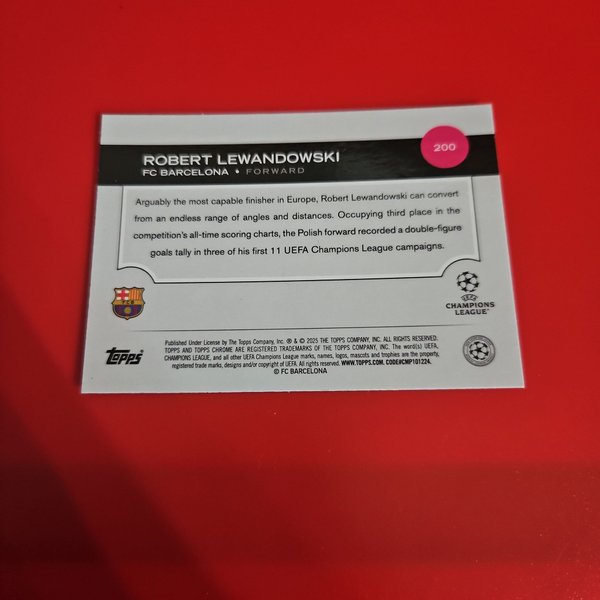 200
ROBERT LEWANDOWSKI
FC BARCELONA • FORWARD
Arguably the most capable finisher in Europe, Robert Lewandowski can convert
from an endless range of angles and distances. Occupying third place in the
competition's all-time scoring charts, the Polish forward recorded a double-figure
goals tally in three of his first 11 UEFA Champions League campaigns.
FCB
UEFA
CHAMPIONS
LEAGUE
Published Under License by The Topps Company, Inc. ® & © 2025 THE TOPPS COMPANY, INC. ALL RIGHTS RESERVED.
TOPPS AND TOPPS CHROME ARE REGISTERED TRADEMARKS OF THE TOPPS COMPANY, INC. The word(s) UEFA,
CHAMPIONS LEAGUE, and all other UEFA Champions League marks, names, logos, mascots and trophies are the property,
registered trade marks, designs and/or copyright of UEFA. All rights reserved. WWW.TOPPS.COM. CODE#CMP101224.
© FC BARCELONA
TOPPS